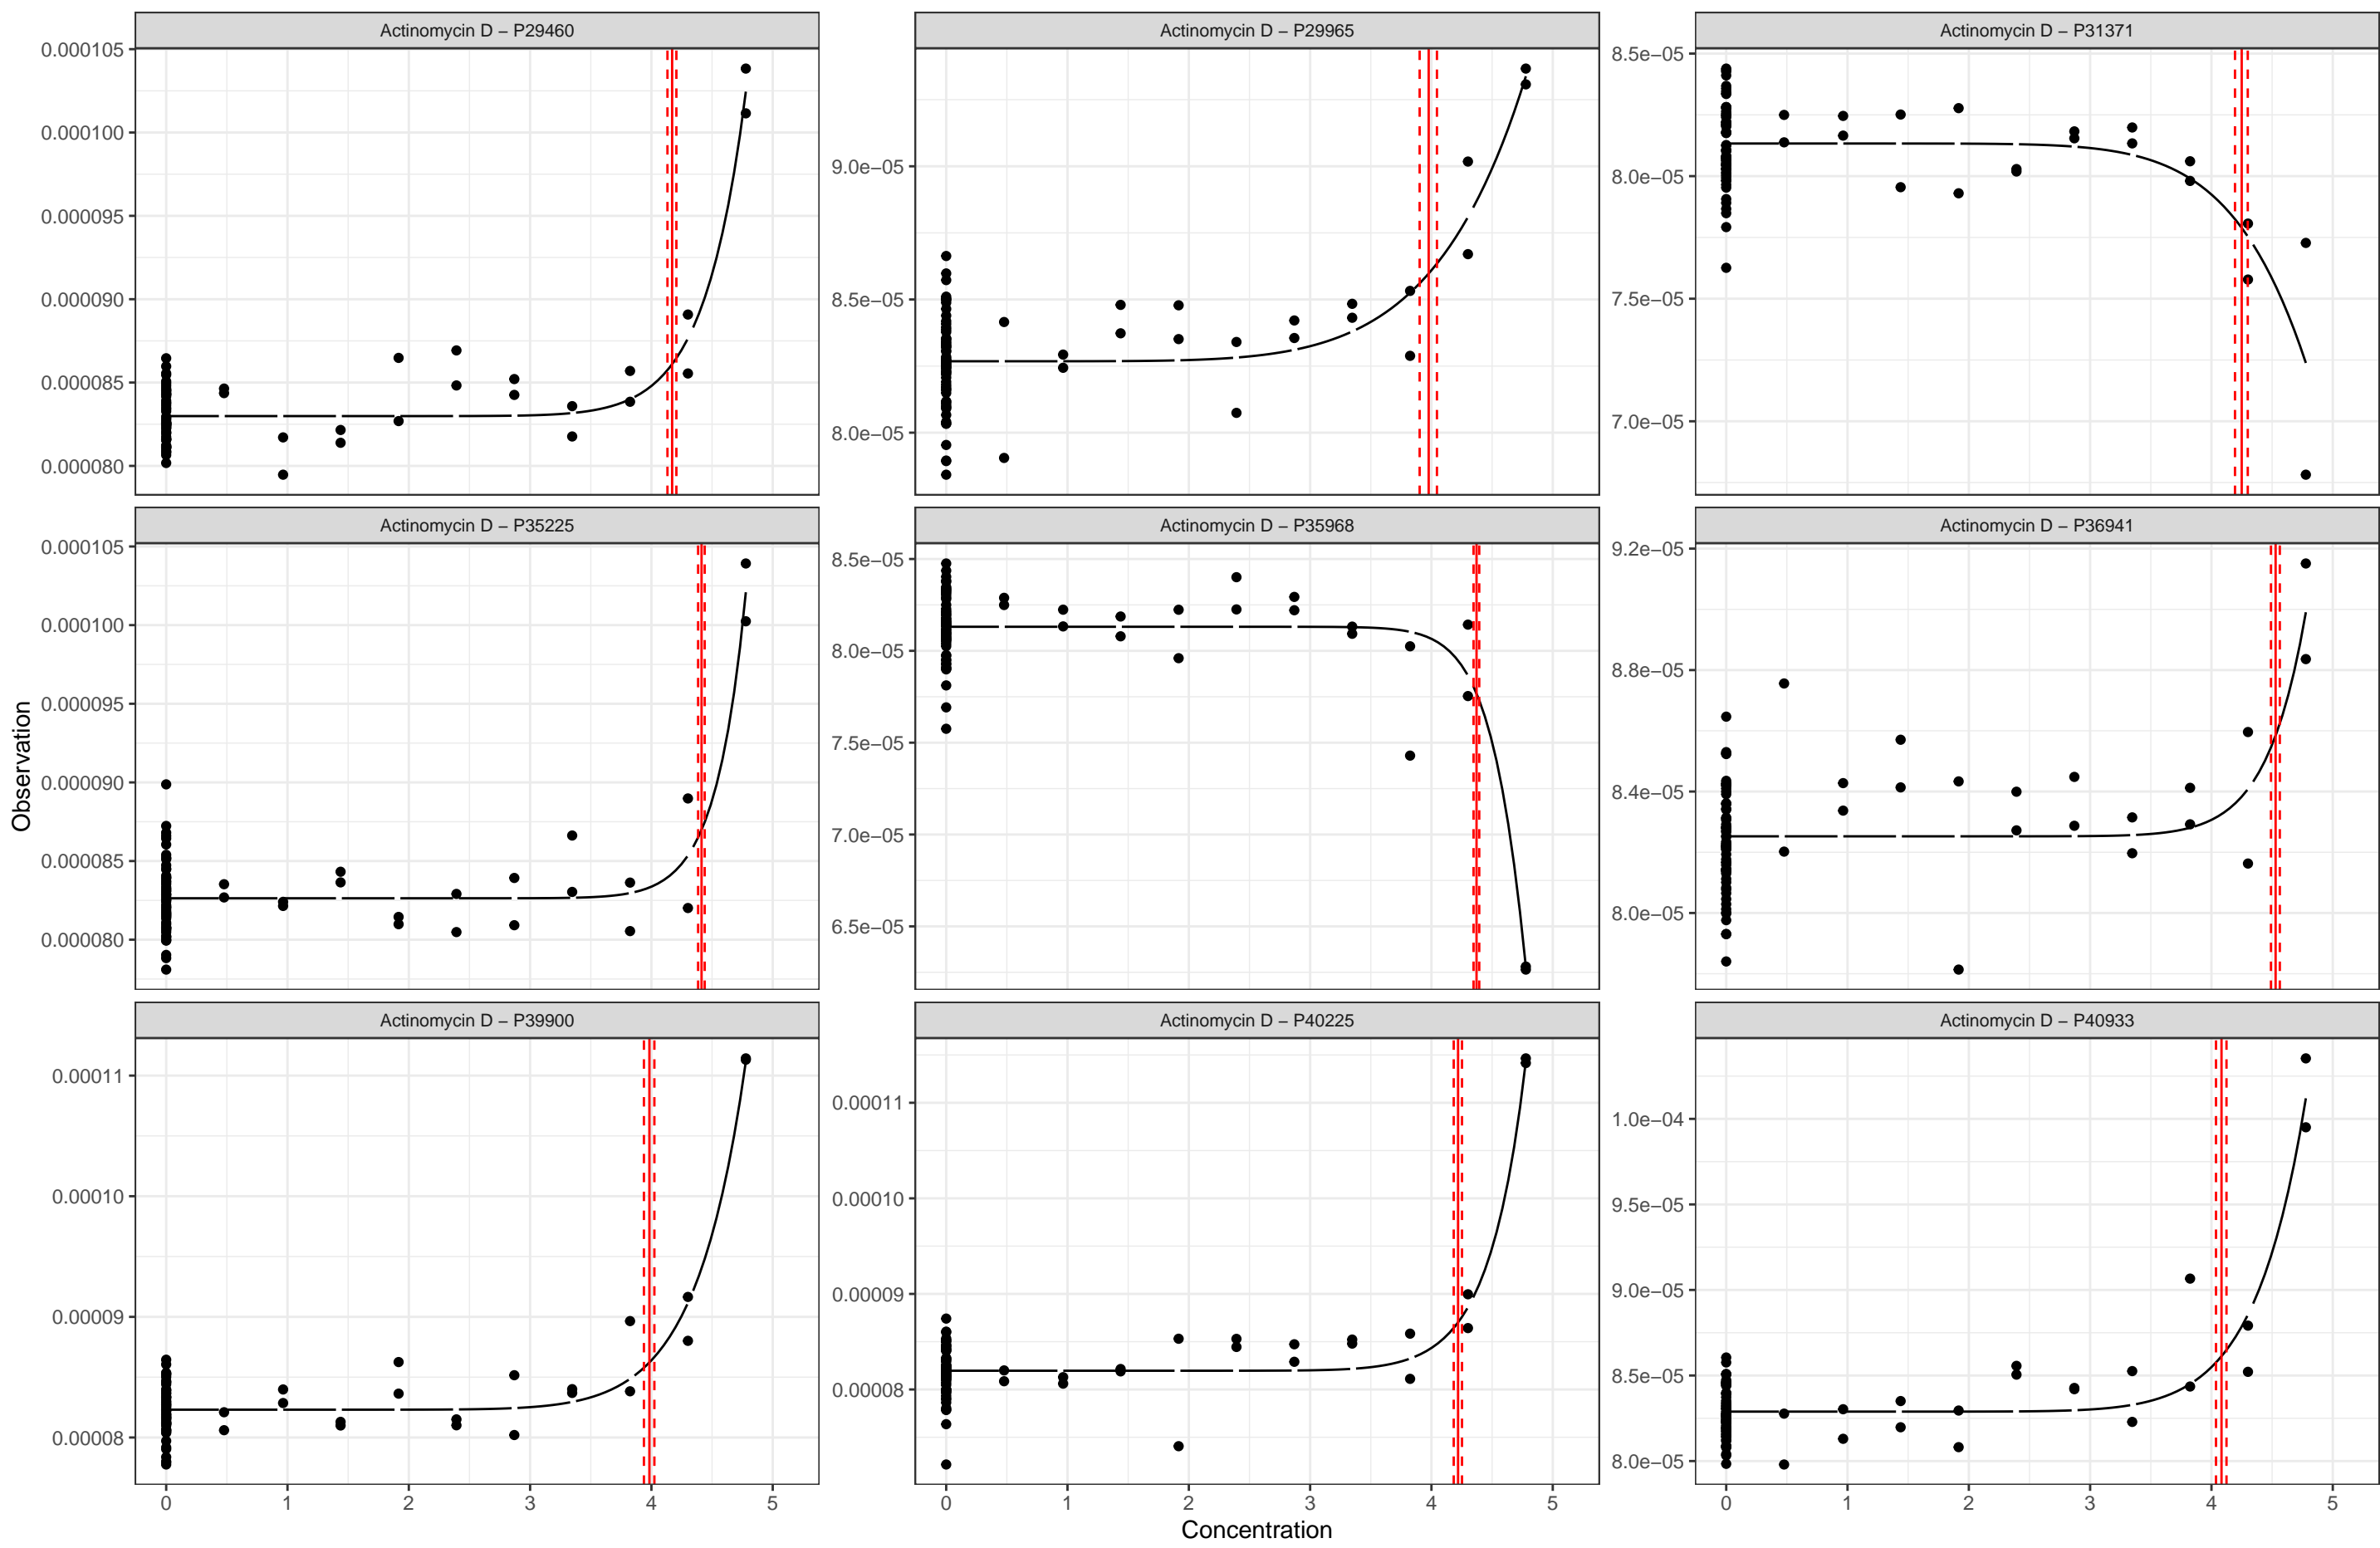 Actinomycin D – P29460
Actinomycin D – P29965
Actinomycin D – P31371
0.000105
0.000100
0.000095
0.000090
0.000085
0.000080
9.0e−05
8.5e−05
8.0e−05
8.5e−05
8.0e−05
7.5e−05
7.0e−05
Actinomycin D – P35225
Actinomycin D – P35968
Actinomycin D – P36941
0.000105
0.000100
0.000095
0.000090
0.000085
0.000080
8.5e−05
8.0e−05
7.5e−05
7.0e−05
6.5e−05
9.2e−05
8.8e−05
8.4e−05
8.0e−05
Observation
Actinomycin D – P39900
Actinomycin D – P40225
Actinomycin D – P40933
0.00011
0.00010
0.00009
0.00008
0.00011
0.00010
0.00009
0.00008
1.0e−04
9.5e−05
9.0e−05
8.5e−05
8.0e−05
0 1 2 3 4 5
0 1 2 3 4 5
0 1 2 3 4 5
Concentration